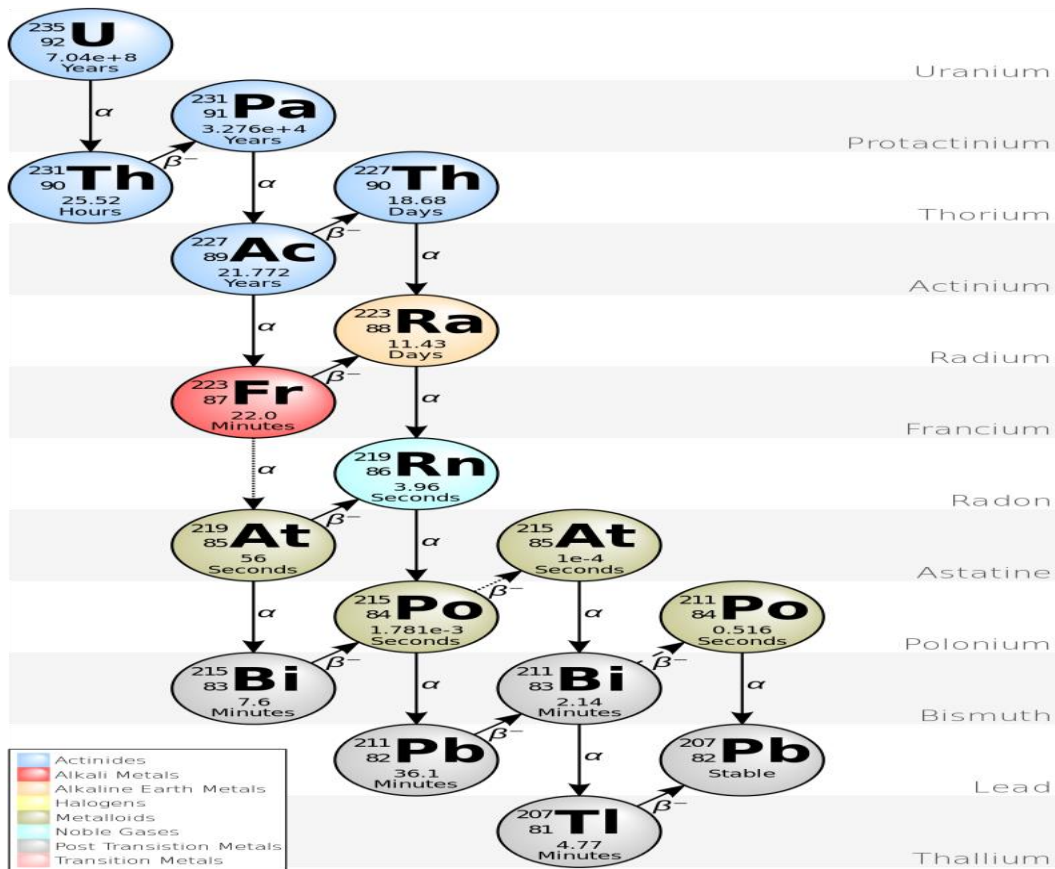 235
92 U
7.04e+8
Years
Uranium
α
231
91 Pa
3.276e+4
Years
Protactinium
β−
231
90 Th
25.52
Hours
α
227
90 Th
18.68
Days
Thorium
β−
227
89 Ac
21.772
Years
α
Actinium
α
223
88 Ra
11.43
Days
Radium
β−
223
87 Fr
22.0
Minutes
α
Francium
α
219
86 Rn
3.96
Seconds
Radon
β−
219
85 At
56
Seconds
α
215
85 At
1e-4
Seconds
Astatine
β−
α
215
84 Po
1.781e-3
Seconds
α
211
84 Po
0.516
Seconds
Polonium
β−
β−
215
83 Bi
7.6
Minutes
α
211
83 Bi
2.14
Minutes
α
Bismuth
β−
211
82 Pb
36.1
Minutes
α
207
82 Pb
Stable
Lead
β−
207
81 Tl
4.77
Minutes
Thallium
Actinides
Alkali Metals
Alkaline Earth Metals
Halogens
Metalloids
Noble Gases
Post Transistion Metals
Transition Metals